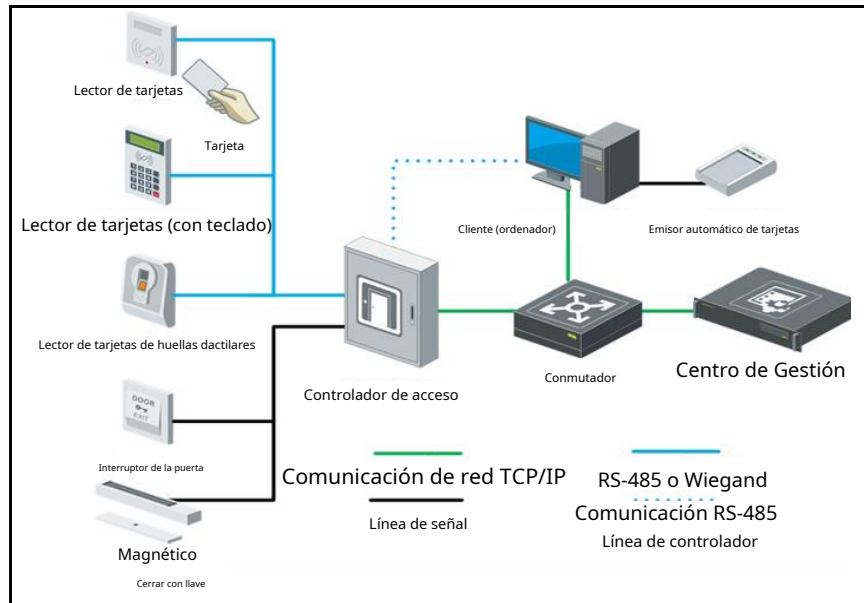 Lector de tarjetas
Tarjeta
Lector de tarjetas (con teclado)
Cliente (ordenador)
Emisor automático de tarjetas
Lector de tarjetas de huellas dactilares
Controlador de acceso
Conmutador
Centro de Gestión
DOOR
EXIT
Interruptor de la puerta
Magnético
Cerrar con llave
Comunicación de red TCP/IP
Línea de señal
RS-485 o Wiegand
Comunicación RS-485
Línea de controlador